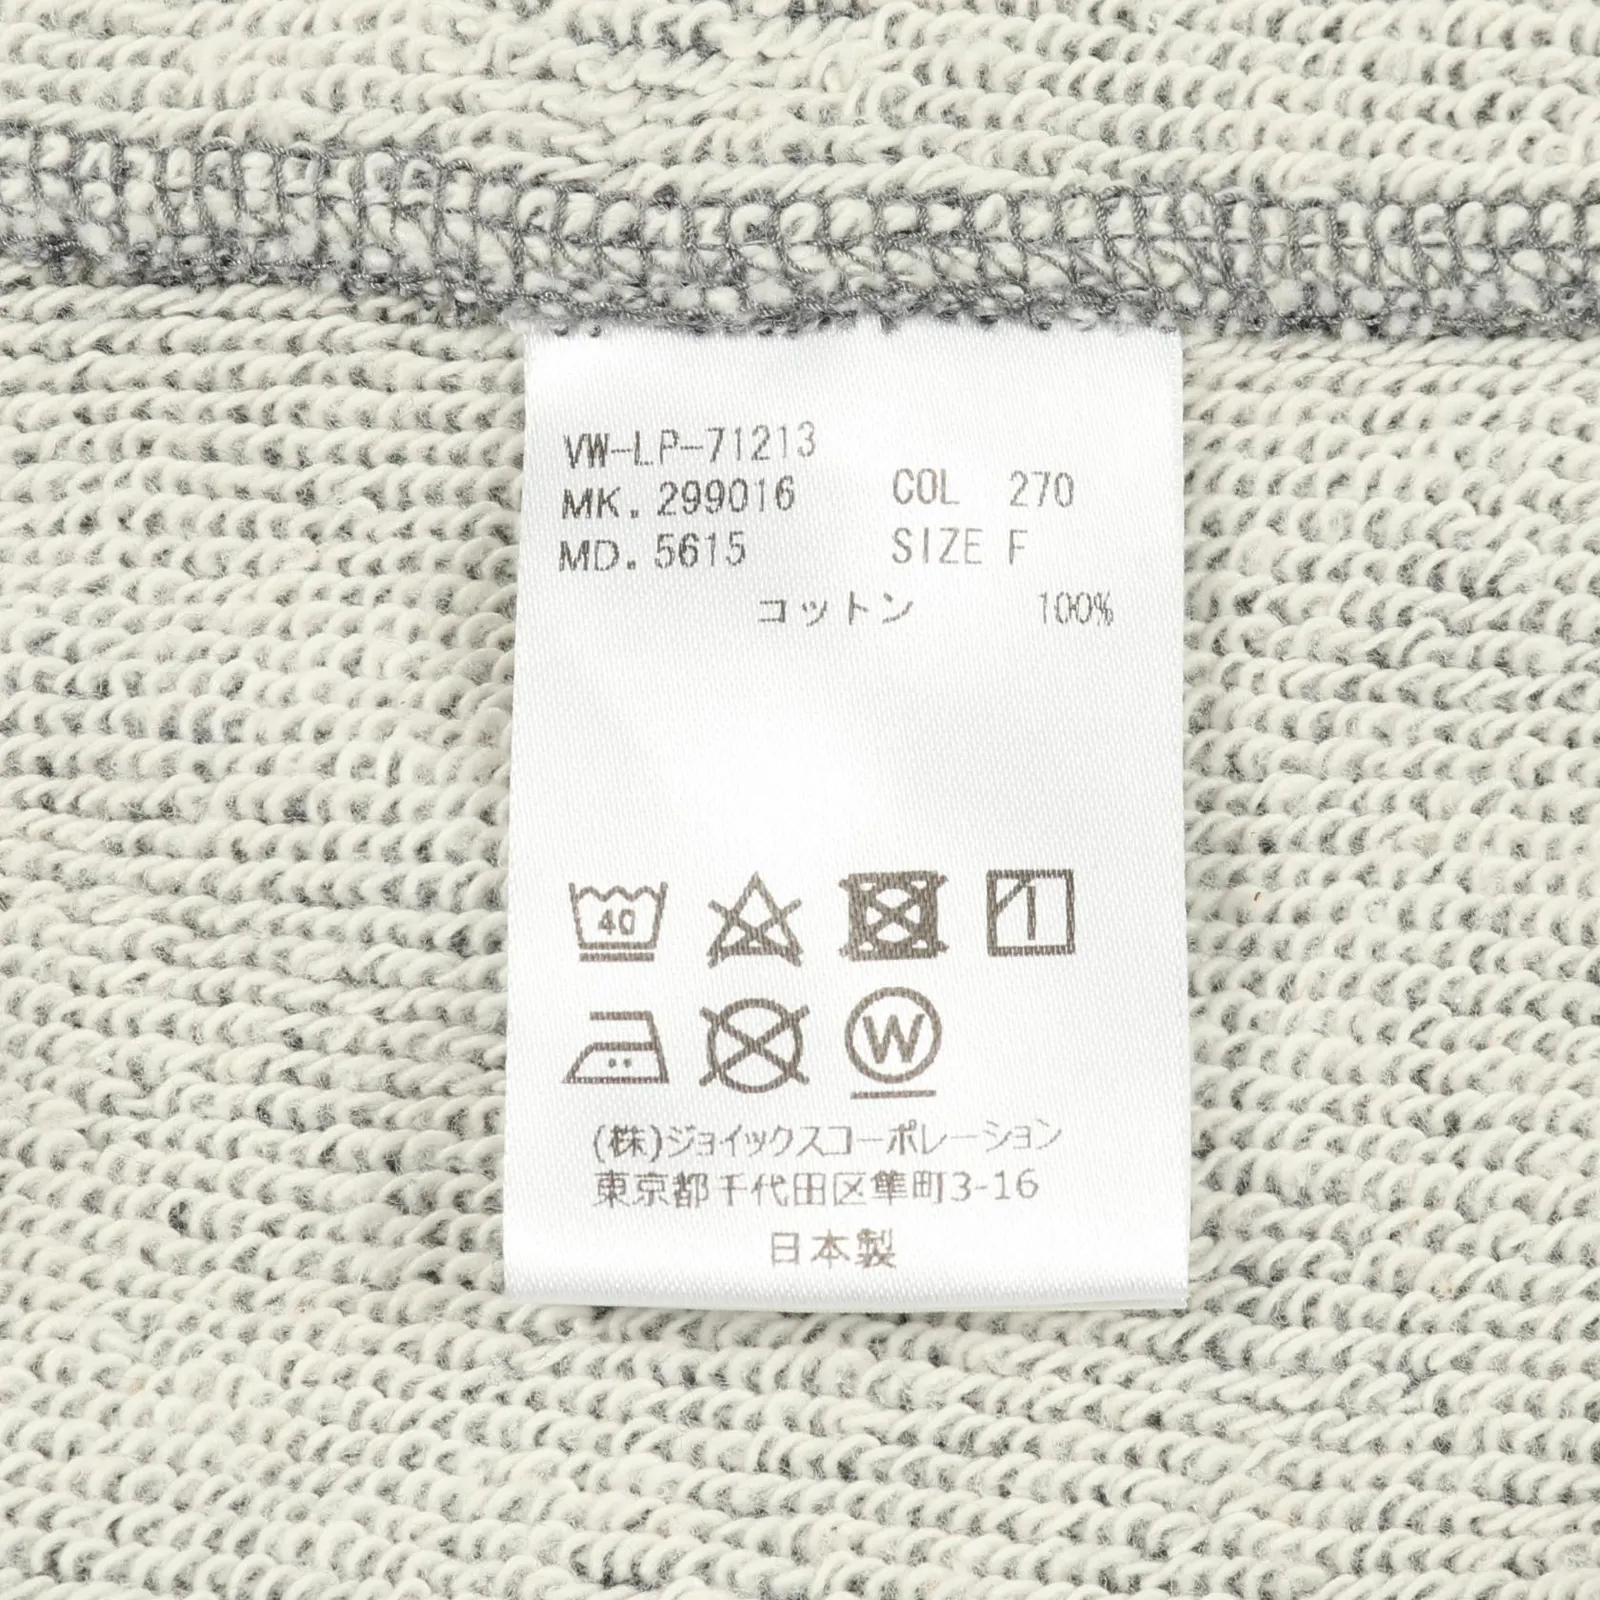 VW-LP-71213
MK. 299016 COL 270
MD. 5615 SIZE F
コットン 100%
40
W
(株)ジョイックスコーポレーション
東京都千代田区隼町3-16
日本製